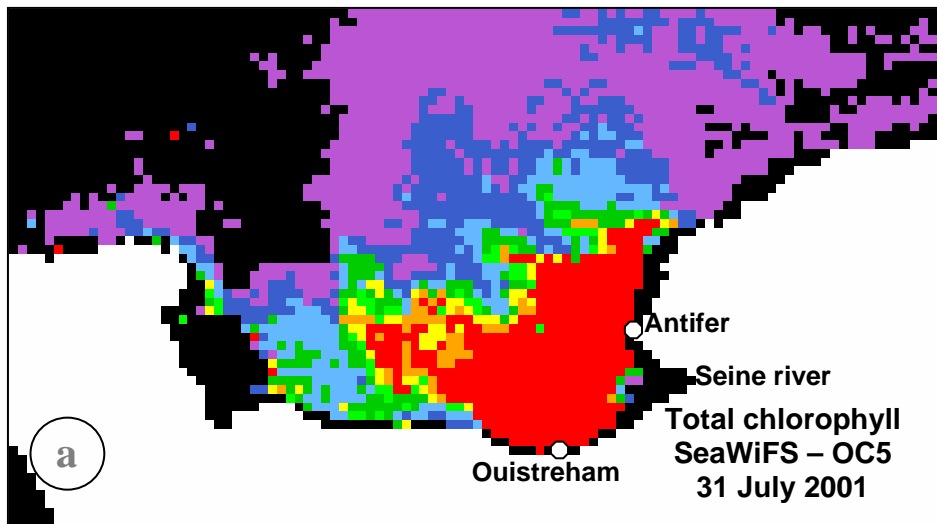 Antifer
Seine river
Total chlorophyll
SeaWiFS – OC5
31 July 2001
a
Ouistreham